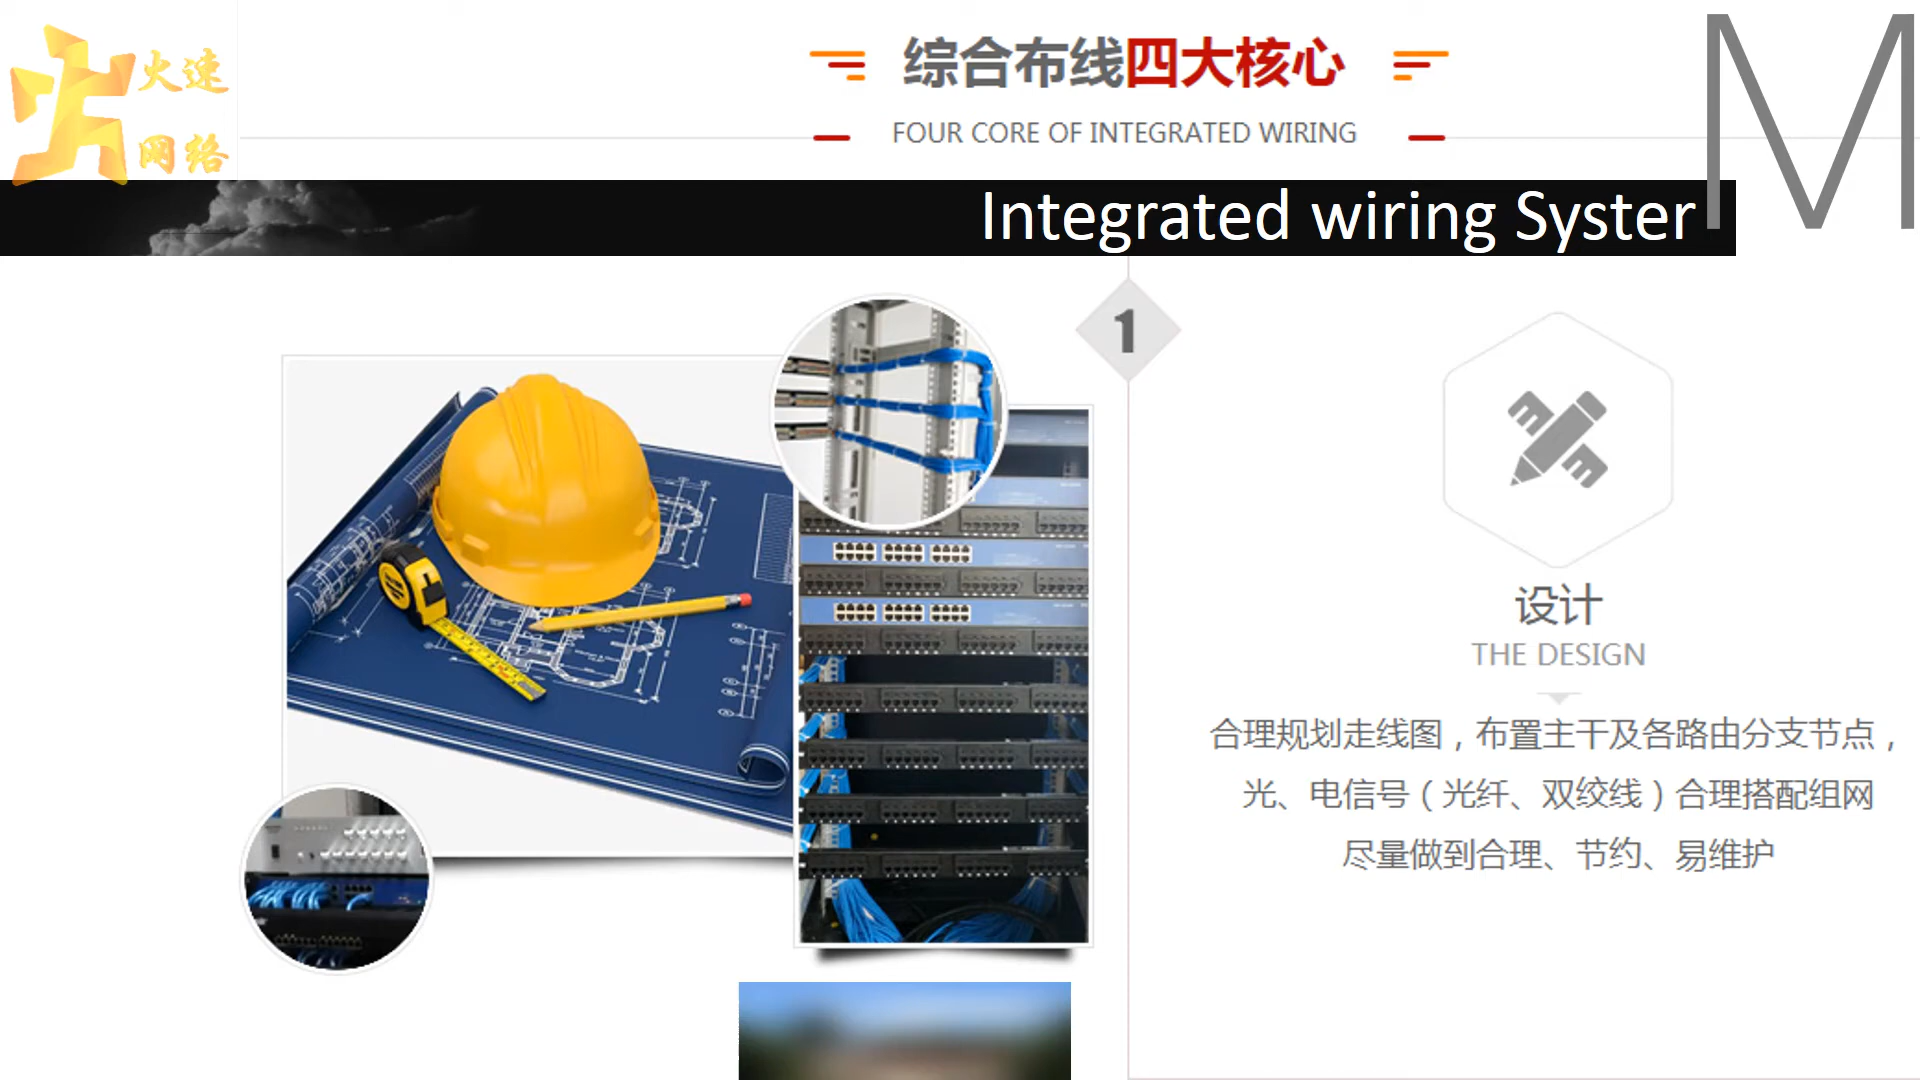 火速
网络
综合布线四大核心
FOUR CORE OF INTEGRATED WIRING
M
Integrated wiring Syster
1
设计
THE DESIGN
合理规划走线图，布置主干及各路由分支节点，
光、电信号（光纤、双绞线）合理搭配组网
尽量做到合理、节约、易维护